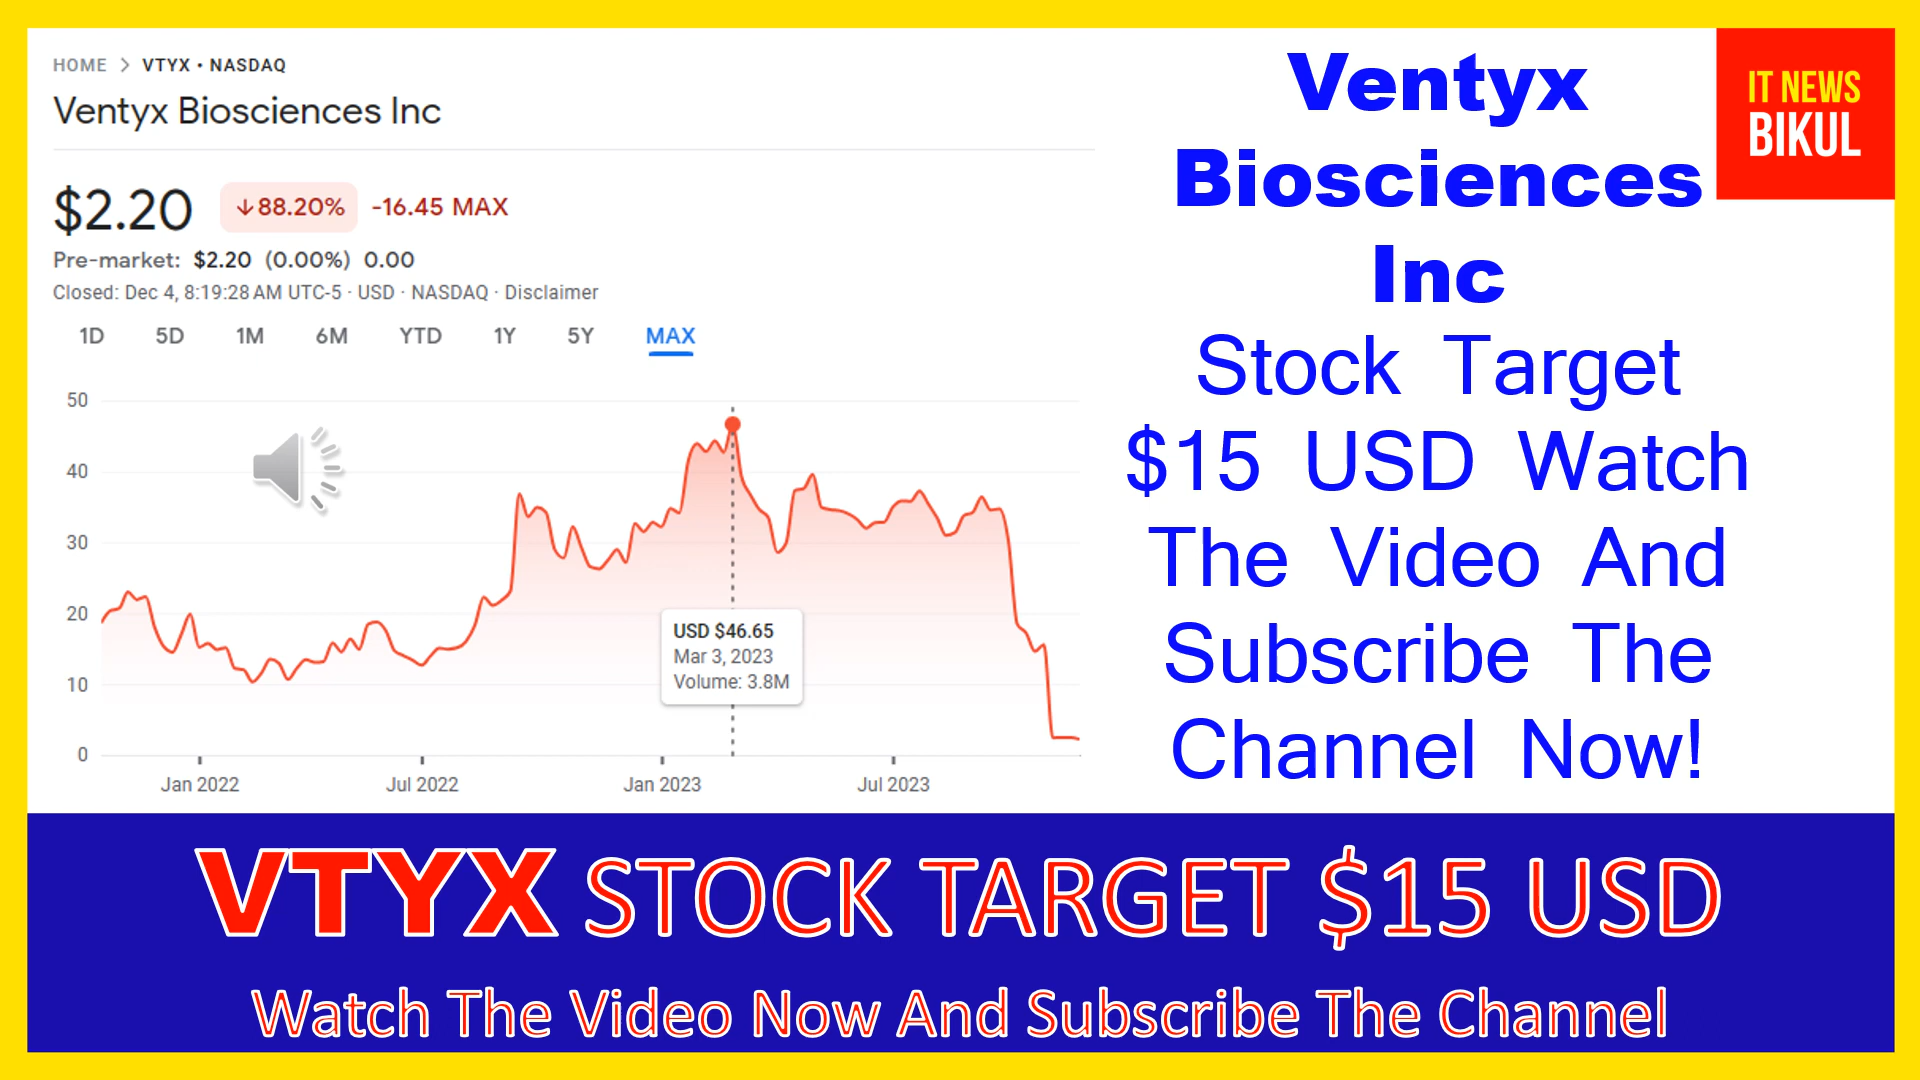 HOME > VTYX • NASDAQ
Ventyx Biosciences Inc
$2.20 ↓88.20% -16.45 MAX
Pre-market: $2.20 (0.00%) 0.00
Closed: Dec 4, 8:19:28 AM UTC-5 · USD · NASDAQ · Disclaimer
1D 5D 1M 6M YTD 1Y 5Y MAX
50
40
30
20
10
0
USD $46.65
Mar 3, 2023
Volume: 3.8M
Jan 2022 Jul 2022 Jan 2023 Jul 2023
Ventyx
Biosciences
Inc
Stock Target
$15 USD Watch
The Video And
Subscribe The
Channel Now!
IT NEWS
BIKUL
VTYX STOCK TARGET $15 USD
Watch The Video Now And Subscribe The Channel